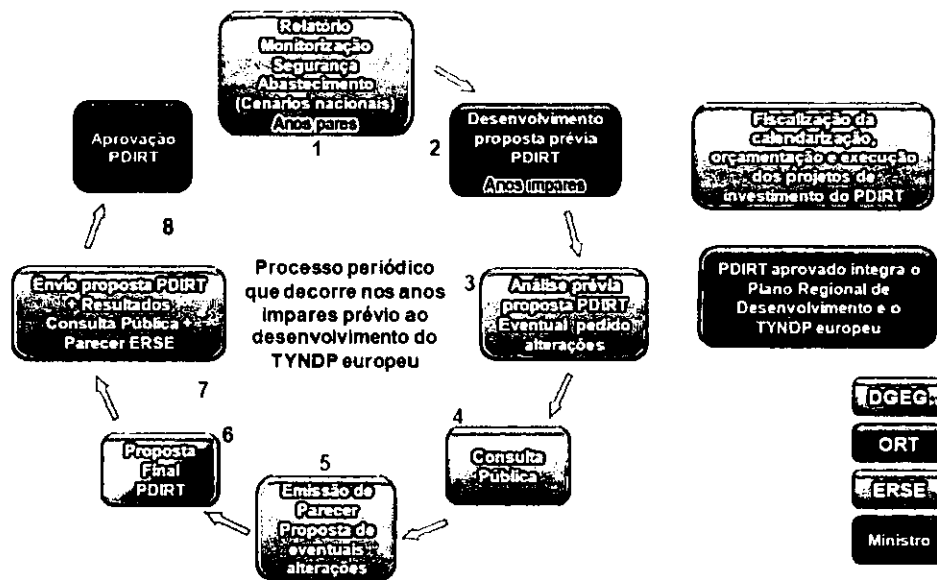 Relatório
Monitorização
Segurança
Abastecimento
(Cenários nacionais)
Anos pares
1
2
Desenvolvimento
proposta prévia
PDIRT
Anos ímpares
3
Análise prévia
proposta PDIRT
Eventual pedido
alterações
4
Consulta
Pública
5
Emissão de
Parecer
Proposta de
eventuais
alterações
6
Proposta
Final
PDIRT
7
Envio proposta PDIRT
+ Resultados
Consulta Pública +
Parecer ERSE
8
Aprovação
PDIRT
Processo periódico
que decorre nos anos
ímpares prévio ao
desenvolvimento do
TYNDP europeu
Fiscalização da
calendarização,
orçamentação e execução
dos projetos de
investimento do PDIRT
PDIRT aprovado integra o
Plano Regional de
Desenvolvimento e o
TYNDP europeu
DGEG
ORT
ERSE
Ministro